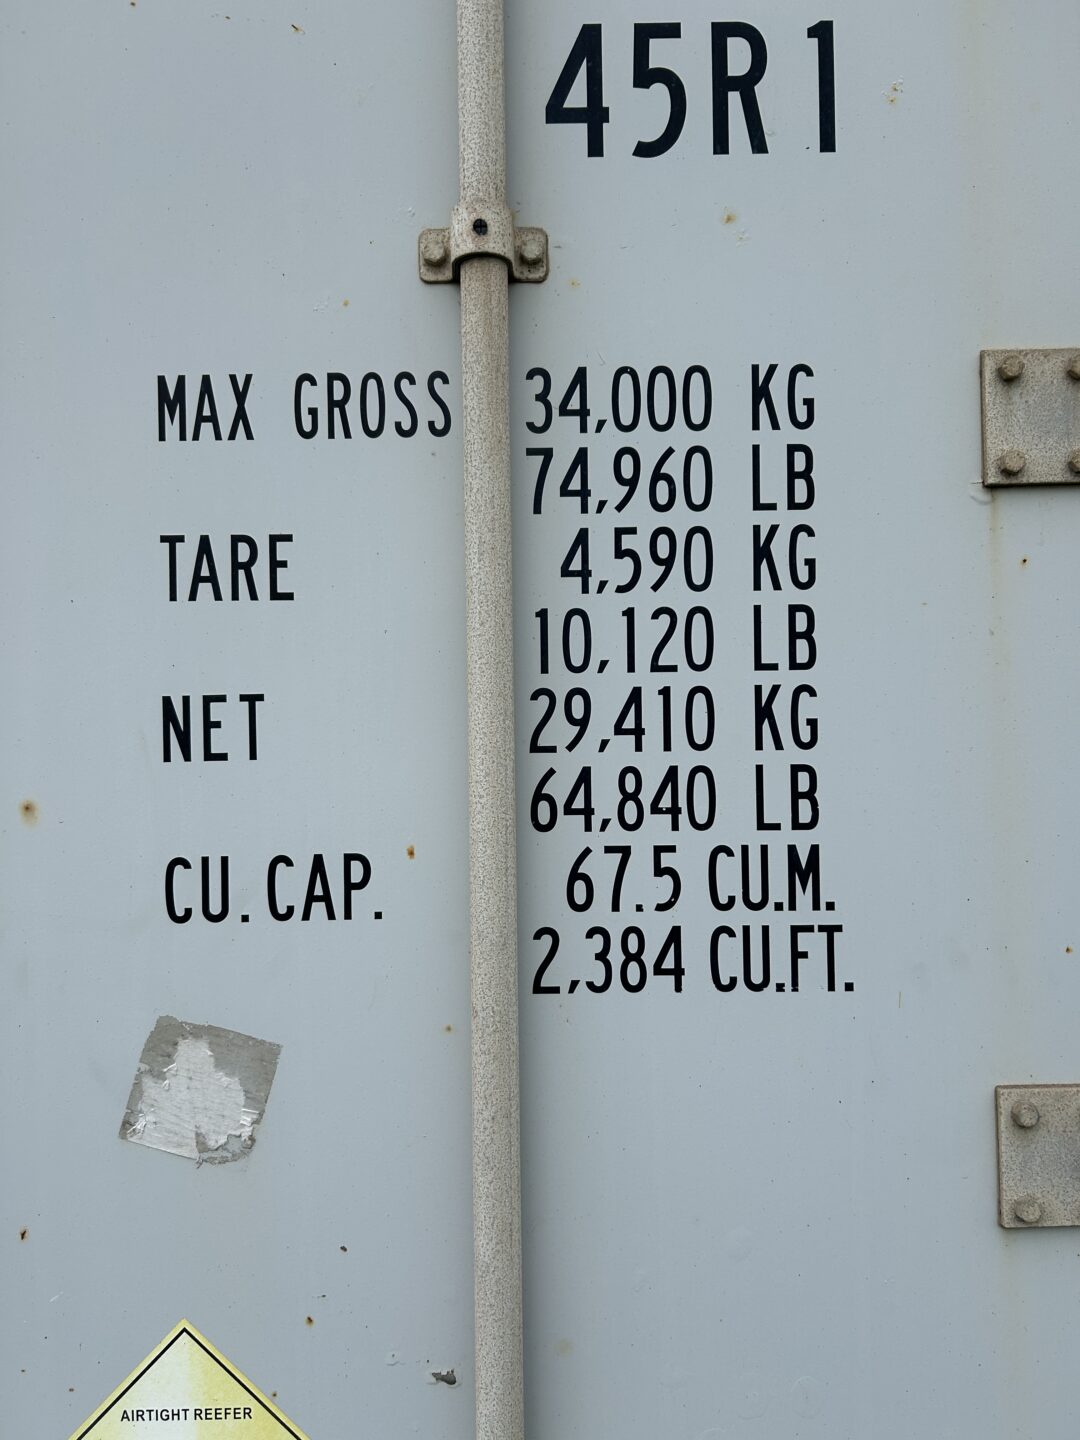 45R1
MAX GROSS 34,000 KG
74,960 LB
TARE 4,590 KG
10,120 LB
NET 29,410 KG
64,840 LB
CU.CAP. 67.5 CU.M.
2,384 CU.FT.
AIRTIGHT REEFER